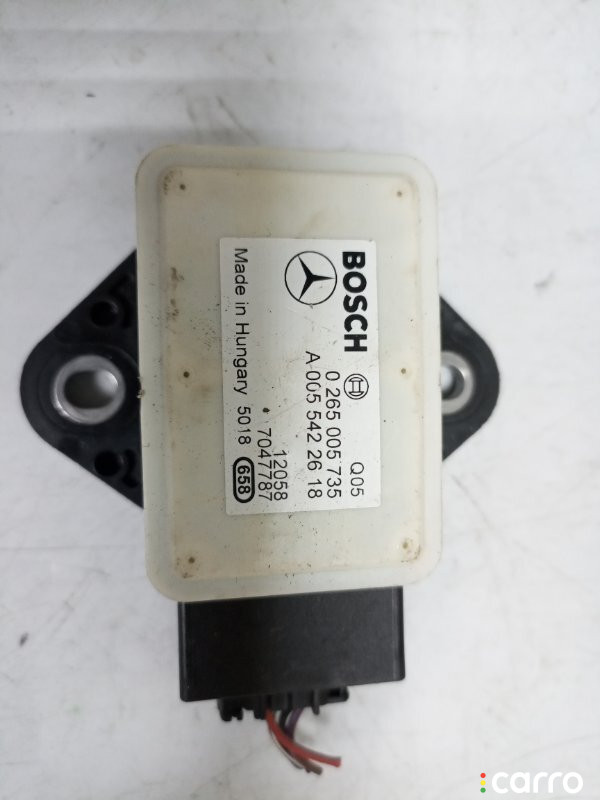 BOSCH
Q05
0 265 005 735
A 005 542 26 18
12058
7047787
Made in Hungary 5018 658
carro